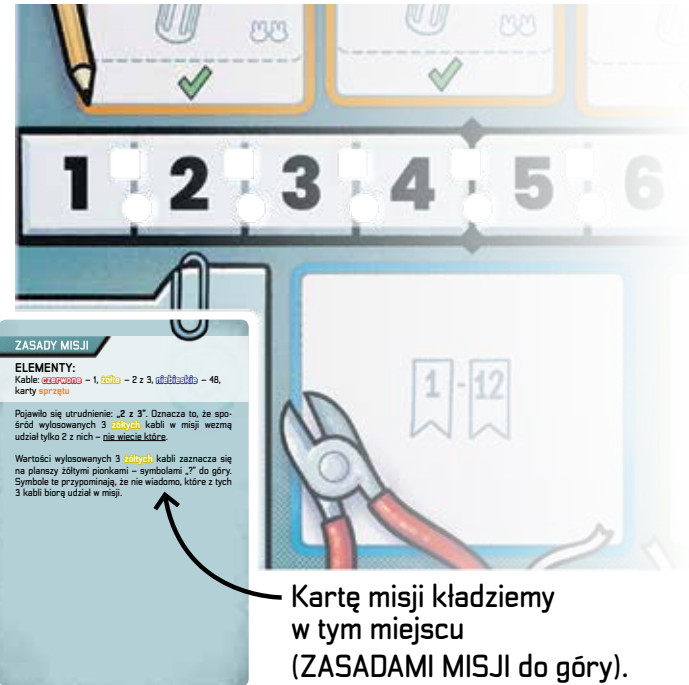 1 2 3 4 5 6
1-12
ZASADY MISJI
ELEMENTY:
Kable: czerwone – 1, żółte – 2 z 3, niebieskie – 48,
karty sprzętu
Pojawiło się utrudnienie: „2 z 3”. Oznacza to, że spo-
śród wylosowanych 3 żółtych kabli w misji wezmą
udział tylko 2 z nich – nie wiecie które.
Wartości wylosowanych 3 żółtych kabli zaznacza się
na planszy żółtymi pionkami – symbolami „?” do góry.
Symbole te przypominają, że nie wiadomo, które z tych
3 kabli biorą udział w misji.
Kartę misji kładziemy
w tym miejscu
(ZASADAMI MISJI do góry).